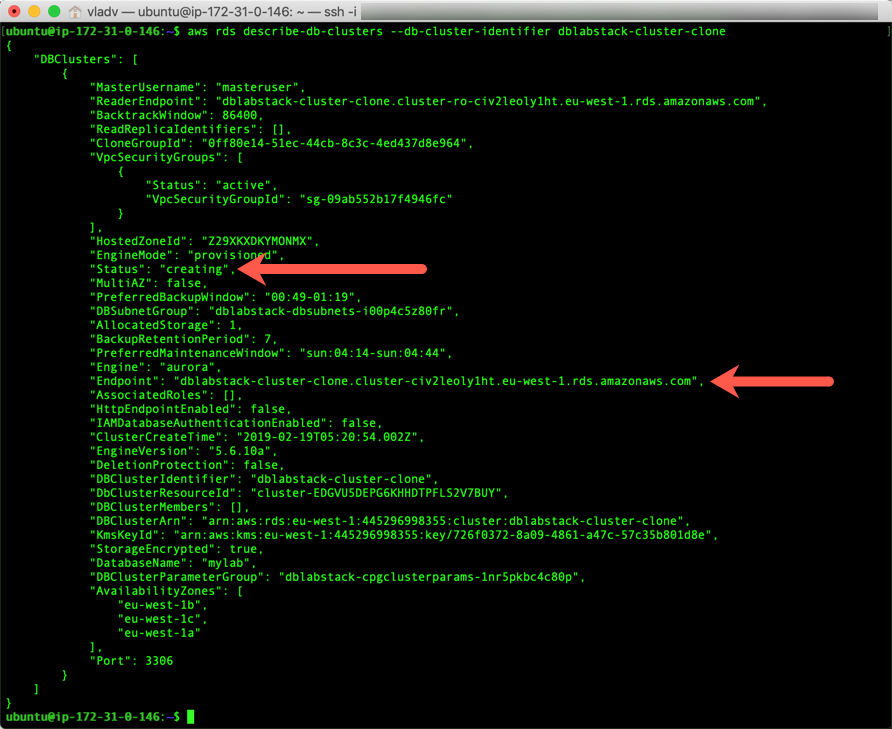 vladv — ubuntu@ip-172-31-0-146: ~ — ssh -i
[ubuntu@ip-172-31-0-146:~$ aws rds describe-db-clusters --db-cluster-identifier dblabstack-cluster-clone ]
{
    "DBClusters": [
        {
            "MasterUsername": "masteruser",
            "ReaderEndpoint": "dblabstack-cluster-clone.cluster-ro-civ2leoly1ht.eu-west-1.rds.amazonaws.com",
            "BacktrackWindow": 86400,
            "ReadReplicaIdentifiers": [],
            "CloneGroupId": "0ff80e14-51ec-44cb-8c3c-4ed437d8e964",
            "VpcSecurityGroups": [
                {
                    "Status": "active",
                    "VpcSecurityGroupId": "sg-09ab552b17f4946fc"
                }
            ],
            "HostedZoneId": "Z29XKXDKYMONMX",
            "EngineMode": "provisioned",
            "Status": "creating",
            "MultiAZ": false,
            "PreferredBackupWindow": "00:49-01:19",
            "DBSubnetGroup": "dblabstack-dbsubnets-i00p4c5z80fr",
            "AllocatedStorage": 1,
            "BackupRetentionPeriod": 7,
            "PreferredMaintenanceWindow": "sun:04:14-sun:04:44",
            "Engine": "aurora",
            "Endpoint": "dblabstack-cluster-clone.cluster-civ2leoly1ht.eu-west-1.rds.amazonaws.com",
            "AssociatedRoles": [],
            "HttpEndpointEnabled": false,
            "IAMDatabaseAuthenticationEnabled": false,
            "ClusterCreateTime": "2019-02-19T05:20:54.002Z",
            "EngineVersion": "5.6.10a",
            "DeletionProtection": false,
            "DBClusterIdentifier": "dblabstack-cluster-clone",
            "DbClusterResourceId": "cluster-EDGVU5DEPG6KHHDTPFLS2V7BUY",
            "DBClusterMembers": [],
            "DBClusterArn": "arn:aws:rds:eu-west-1:445296998355:cluster:dblabstack-cluster-clone",
            "KmsKeyId": "arn:aws:kms:eu-west-1:445296998355:key/726f0372-8a09-4861-a47c-57c35b801d8e",
            "StorageEncrypted": true,
            "DatabaseName": "mylab",
            "DBClusterParameterGroup": "dblabstack-cpgclusterparams-1nr5pkbc4c80p",
            "AvailabilityZones": [
                "eu-west-1b",
                "eu-west-1c",
                "eu-west-1a"
            ],
            "Port": 3306
        }
    ]
}
ubuntu@ip-172-31-0-146:~$